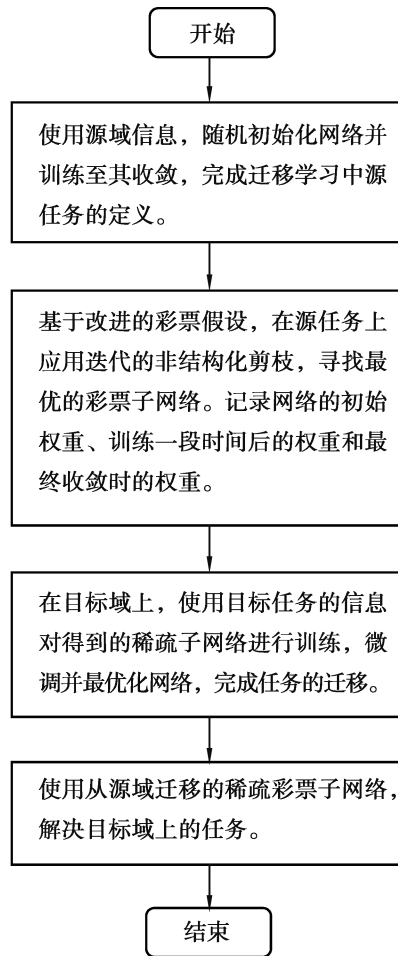 开始
使用源域信息，随机初始化网络并
训练至其收敛，完成迁移学习中源
任务的定义。
基于改进的彩票假设，在源任务上
应用迭代的非结构化剪枝，寻找最
优的彩票子网络。记录网络的初始
权重、训练一段时间后的权重和最
终收敛时的权重。
在目标域上，使用目标任务的信息
对得到的稀疏子网络进行训练，微
调并最优化网络，完成任务的迁移。
使用从源域迁移的稀疏彩票子网络，
解决目标域上的任务。
结束